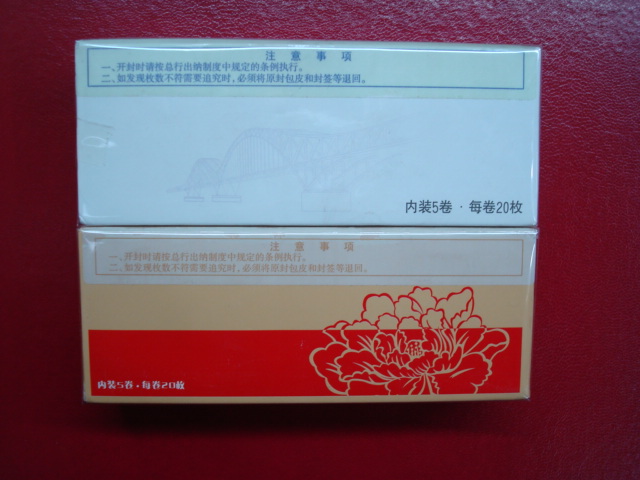 注意事项
一、开封时请按总行出纳制度中规定的条例执行。
二、如发现枚数不符需要追究时，必须将原封包皮和封签等退回。
内装5卷·每卷20枚
注意事项
一、开封时请按总行出纳制度中规定的条例执行。
二、如发现枚数不符需要追究时，必须将原封包皮和封签等退回。
内装5卷·每卷20枚